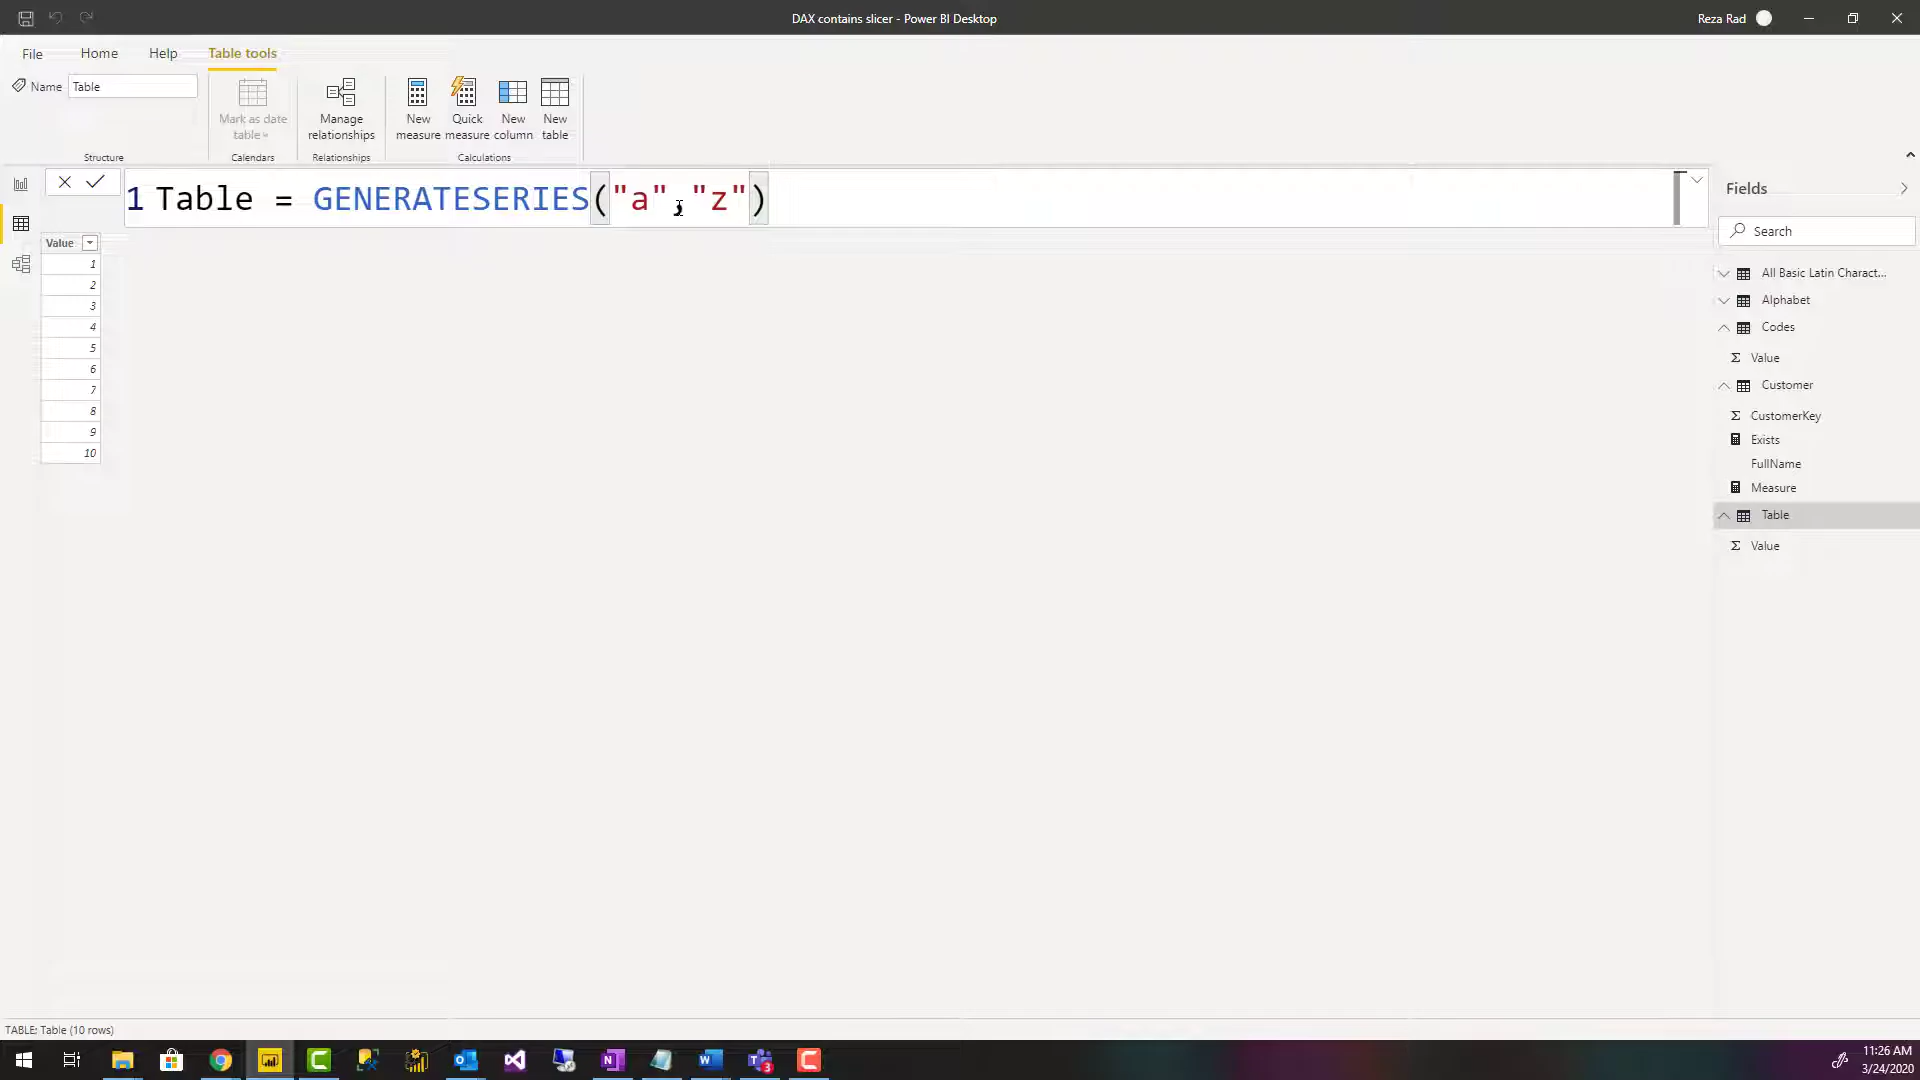 DAX contains slicer - Power BI Desktop
Reza Rad
File
Home
Help
Table tools
Name
Table
Mark as date
table
Manage
relationships
New
measure
Quick
measure
New
column
New
table
Structure
Calendars
Relationships
Calculations
1 Table = GENERATESERIES("a","z")
Fields
Search
Value
1
2
3
4
5
6
7
8
9
10
All Basic Latin Charact...
Alphabet
Codes
Value
Customer
CustomerKey
Exists
FullName
Measure
Table
Value
TABLE: Table (10 rows)
11:26 AM
3/24/2020